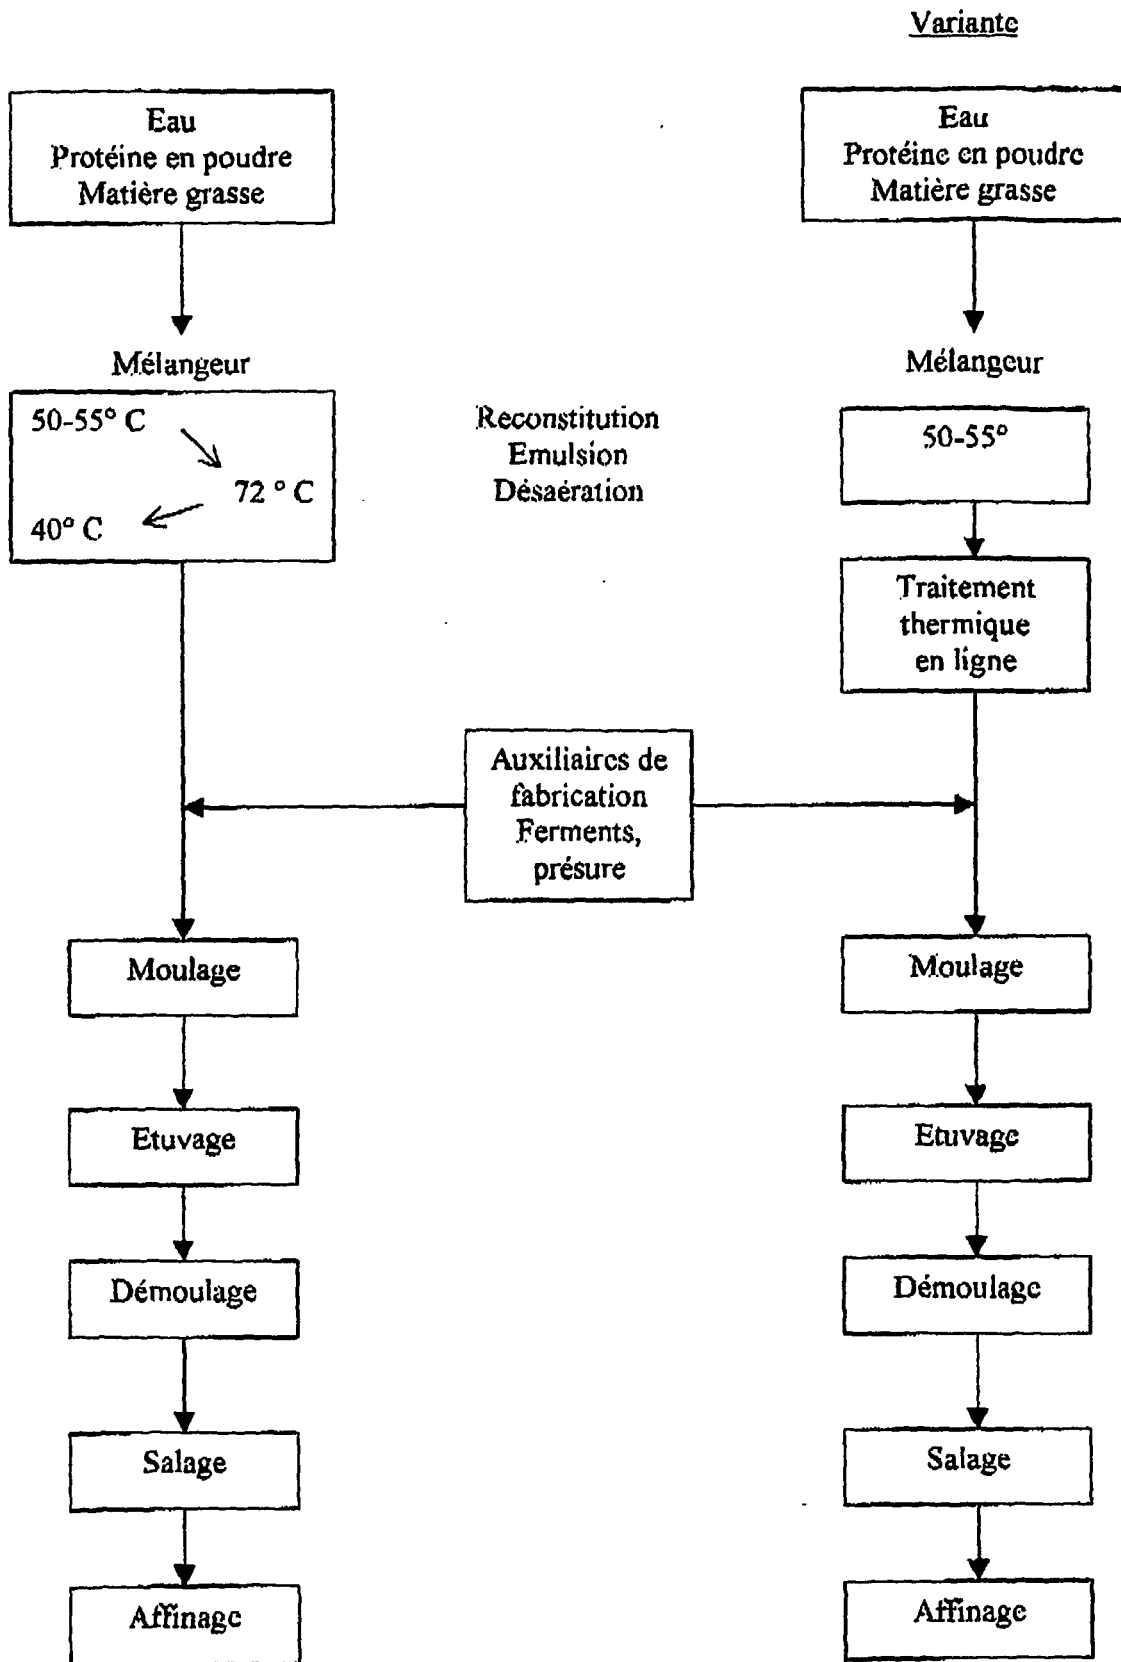 Variante
Eau
Protéine en poudre
Matière grasse
Eau
Protéine en poudre
Matière grasse
Mélangeur
Mélangeur
50-55° C
72 ° C
40° C
Reconstitution
Emulsion
Désaération
50-55°
Traitement
thermique
en ligne
Auxiliaires de
fabrication
Ferments,
présure
Moulage
Moulage
Etuvage
Etuvage
Démoulage
Démoulage
Salage
Salage
Affinage
Affinage